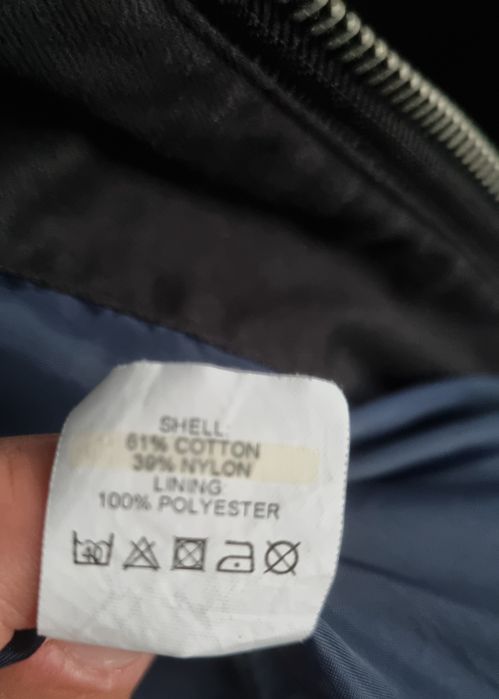 SHELL:
61% COTTON
39% NYLON
LINING
100% POLYESTER